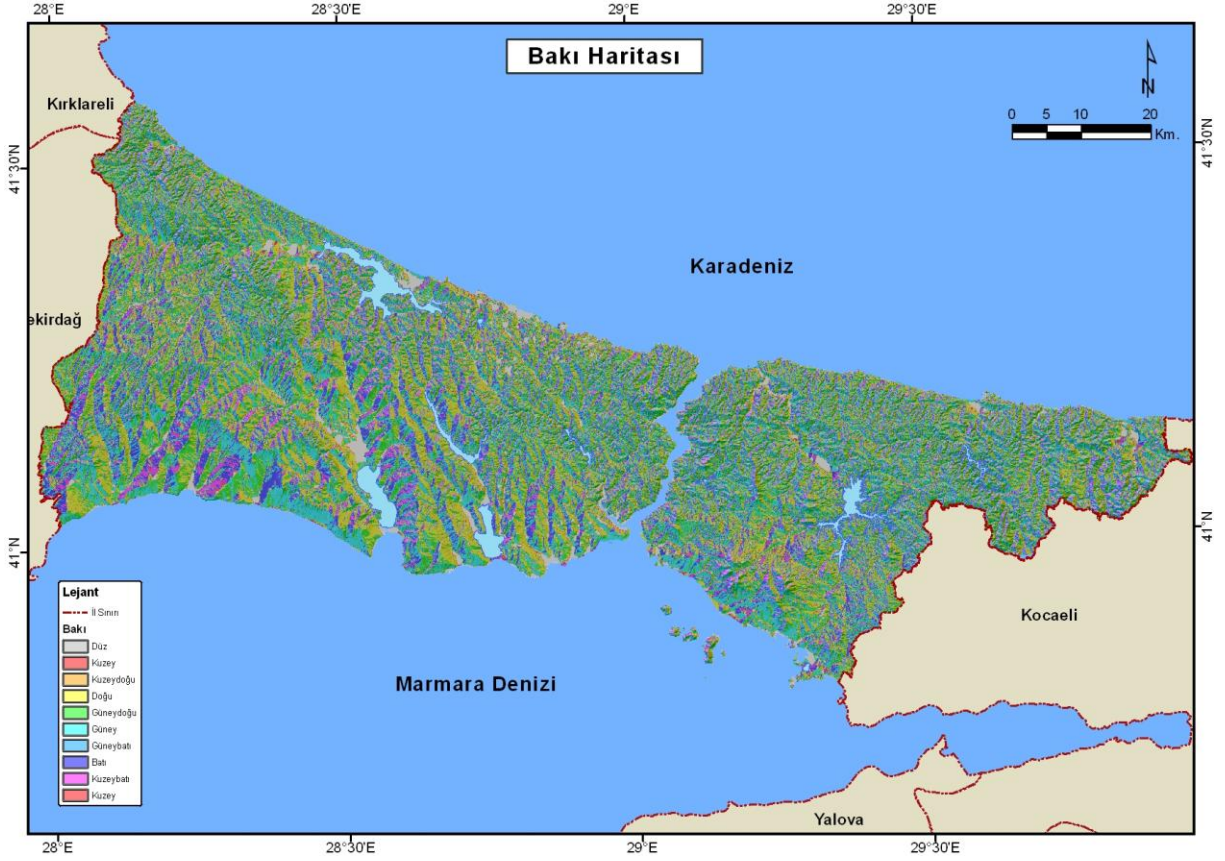 28°E 28°30'E 29°E 29°30'E
Bakı Haritası
N
Kırklareli
0 5 10 20
Km.
41°30'N
41°30'N
Karadeniz
ekirdağ
41°N
41°N
Lejant
İl Sınırı
Bakı
Düz
Kuzey
Kuzeydoğu
Doğu
Güneydoğu
Güney
Güneybatı
Batı
Kuzeybatı
Kuzey
Kocaeli
Marmara Denizi
Yalova
28°E 28°30'E 29°E 29°30'E